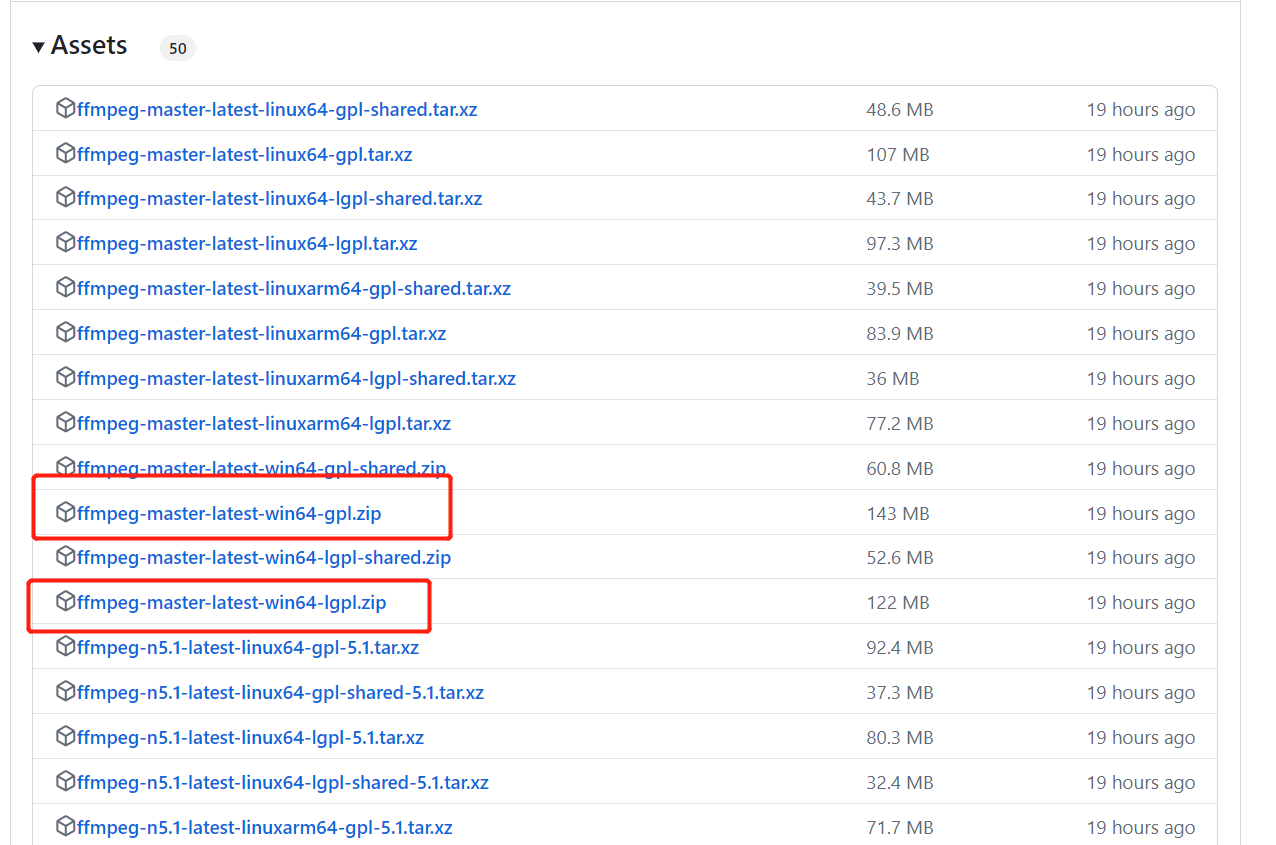 Assets 50
ffmpeg-master-latest-linux64-gpl-shared.tar.xz 48.6 MB 19 hours ago
ffmpeg-master-latest-linux64-gpl.tar.xz 107 MB 19 hours ago
ffmpeg-master-latest-linux64-lgpl-shared.tar.xz 43.7 MB 19 hours ago
ffmpeg-master-latest-linux64-lgpl.tar.xz 97.3 MB 19 hours ago
ffmpeg-master-latest-linuxarm64-gpl-shared.tar.xz 39.5 MB 19 hours ago
ffmpeg-master-latest-linuxarm64-gpl.tar.xz 83.9 MB 19 hours ago
ffmpeg-master-latest-linuxarm64-lgpl-shared.tar.xz 36 MB 19 hours ago
ffmpeg-master-latest-linuxarm64-lgpl.tar.xz 77.2 MB 19 hours ago
ffmpeg-master-latest-win64-gpl-shared.zip 60.8 MB 19 hours ago
ffmpeg-master-latest-win64-gpl.zip 143 MB 19 hours ago
ffmpeg-master-latest-win64-lgpl-shared.zip 52.6 MB 19 hours ago
ffmpeg-master-latest-win64-lgpl.zip 122 MB 19 hours ago
ffmpeg-n5.1-latest-linux64-gpl-5.1.tar.xz 92.4 MB 19 hours ago
ffmpeg-n5.1-latest-linux64-gpl-shared-5.1.tar.xz 37.3 MB 19 hours ago
ffmpeg-n5.1-latest-linux64-lgpl-5.1.tar.xz 80.3 MB 19 hours ago
ffmpeg-n5.1-latest-linux64-lgpl-shared-5.1.tar.xz 32.4 MB 19 hours ago
ffmpeg-n5.1-latest-linuxarm64-gpl-5.1.tar.xz 71.7 MB 19 hours ago